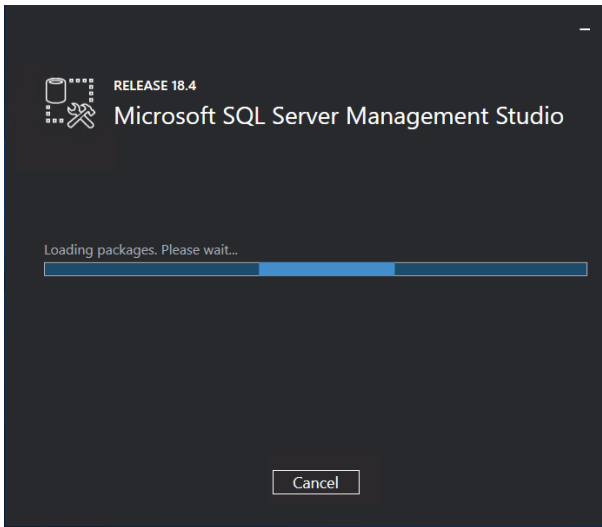 RELEASE 18.4
Microsoft SQL Server Management Studio
Loading packages. Please wait...
Cancel